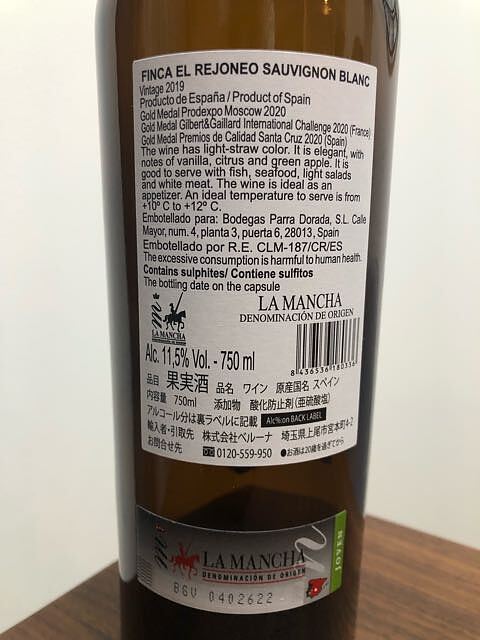 FINCA EL REJONEO SAUVIGNON BLANC
Vintage 2019
Producto de España / Product of Spain
Gold Medal Prodexpo Moscow 2020
Gold Medal Gilbert&Gaillard International Challenge 2020 (France)
Gold Medal Premios de Calidad Santa Cruz 2020 (Spain)
The wine has light-straw color. It is elegant, with
notes of vanilla, citrus and green apple. It is
good to serve with fish, seafood, light salads
and white meat. The wine is ideal as an
appetizer. An ideal temperature to serve is from
+10º C to +12º C.
Embotellado para: Bodegas Parra Dorada, S.L. Calle
Mayor, num. 4, planta 3, puerta 6, 28013, Spain
Embotellado por R.E. CLM-187/CR/ES
The excessive consumption is harmful to human health.
Contains sulphites/ Contiene sulfitos
The bottling date on the capsule
LA MANCHA
LA MANCHA
DENOMINACIÓN DE ORIGEN
Alc. 11,5% Vol. - 750 ml
8 436536 180336
品目 果実酒 品名 ワイン 原産国名 スペイン
内容量 750ml 添加物 酸化防止剤(亜硫酸塩)
アルコール分は裏ラベルに記載 Alc%:on BACK LABEL
輸入者・引取先 株式会社ベルーナ 埼玉県上尾市宮本町4-2
お問合せ先 0120-559-950 ●お酒は20歳を過ぎてから
m
LA MANCHA
DENOMINACIÓN DE ORIGEN
n
JOVEN
BGU 0402622